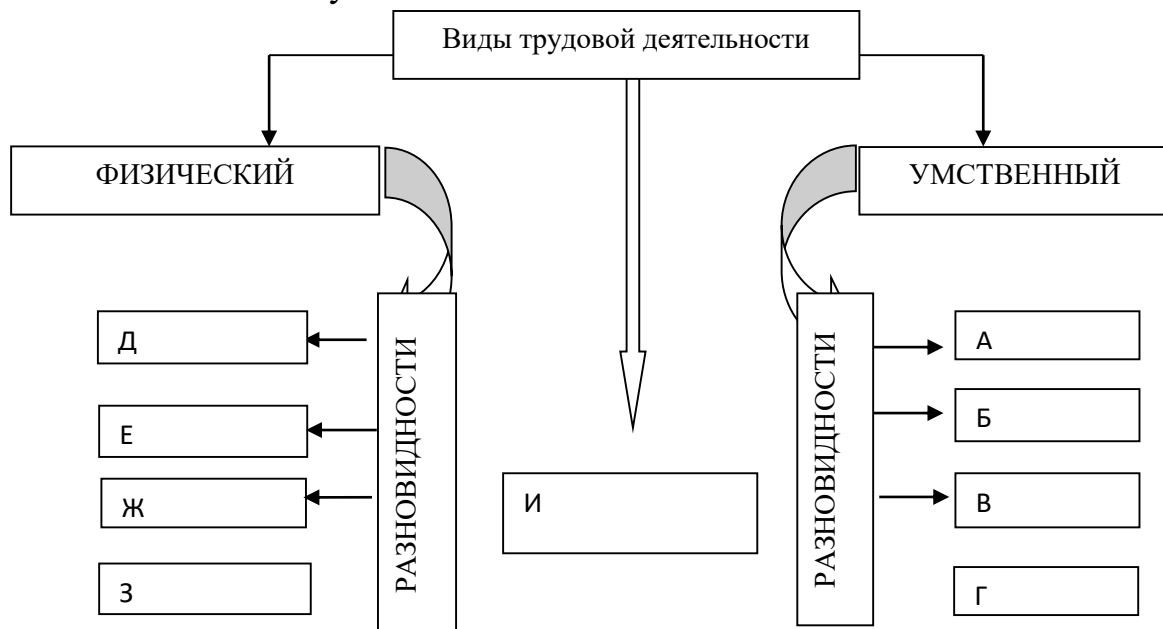 Виды трудовой деятельности
ФИЗИЧЕСКИЙ
УМСТВЕННЫЙ
РАЗНОВИДНОСТИ
РАЗНОВИДНОСТИ
Д
Е
Ж
З
И
А
Б
В
Г